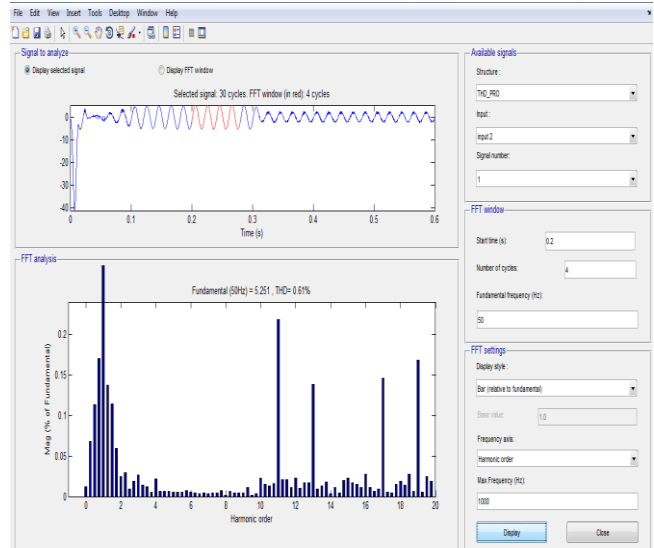 File Edit View Insert Tools Desktop Window Help
Signal to analyze
Display selected signal
Display FFT window
Selected signal: 30 cycles. FFT window (in red): 4 cycles
0
-10
-20
-30
-40
0 0.1 0.2 0.3 0.4 0.5 0.6
Time (s)
FFT analysis
Fundamental (50Hz) = 5.251 , THD= 0.61%
0.2
0.15
0.1
0.05
0
Mag (% of Fundamental)
0 2 4 6 8 10 12 14 16 18 20
Harmonic order
Available signals
Structure :
THD_PRO
Input :
input 2
Signal number:
1
FFT window
Start time (s): 0.2
Number of cycles: 4
Fundamental frequency (Hz):
50
FFT settings
Display style :
Bar (relative to fundamental)
Base value: 1.0
Frequency axis:
Harmonic order
Max Frequency (Hz):
1000
Display
Close